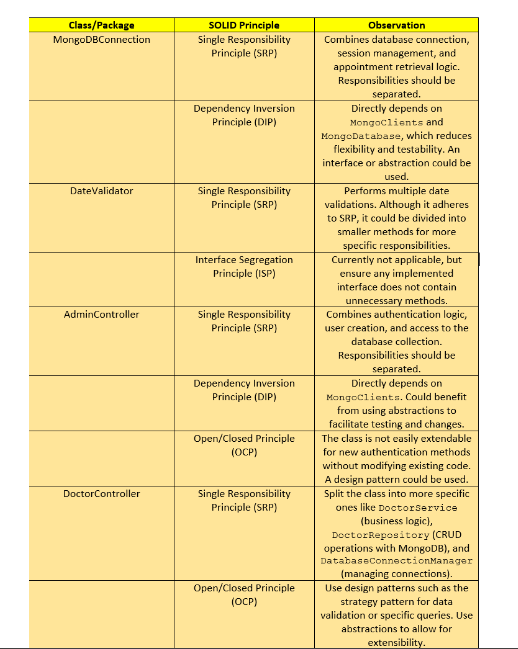 Class/Package SOLID Principle Observation
MongoDBConnection Single Responsibility Combines database connection,
Principle (SRP) session management, and
appointment retrieval logic.
Responsibilities should be
separated.
Dependency Inversion Directly depends on
Principle (DIP) MongoClients and
MongoDatabase, which reduces
flexibility and testability. An
interface or abstraction could be
used.
DateValidator Single Responsibility Performs multiple date
Principle (SRP) validations. Although it adheres
to SRP, it could be divided into
smaller methods for more
specific responsibilities.
Interface Segregation Currently not applicable, but
Principle (ISP) ensure any implemented
interface does not contain
unnecessary methods.
AdminController Single Responsibility Combines authentication logic,
Principle (SRP) user creation, and access to the
database collection.
Responsibilities should be
separated.
Dependency Inversion Directly depends on
Principle (DIP) MongoClients. Could benefit
from using abstractions to
facilitate testing and changes.
Open/Closed Principle The class is not easily extendable
(OCP) for new authentication methods
without modifying existing code.
A design pattern could be used.
DoctorController Single Responsibility Split the class into more specific
Principle (SRP) ones like DoctorService
(business logic),
DoctorRepository (CRUD
operations with MongoDB), and
DatabaseConnectionManager
(managing connections).
Open/Closed Principle Use design patterns such as the
(OCP) strategy pattern for data
validation or specific queries. Use
abstractions to allow for
extensibility.